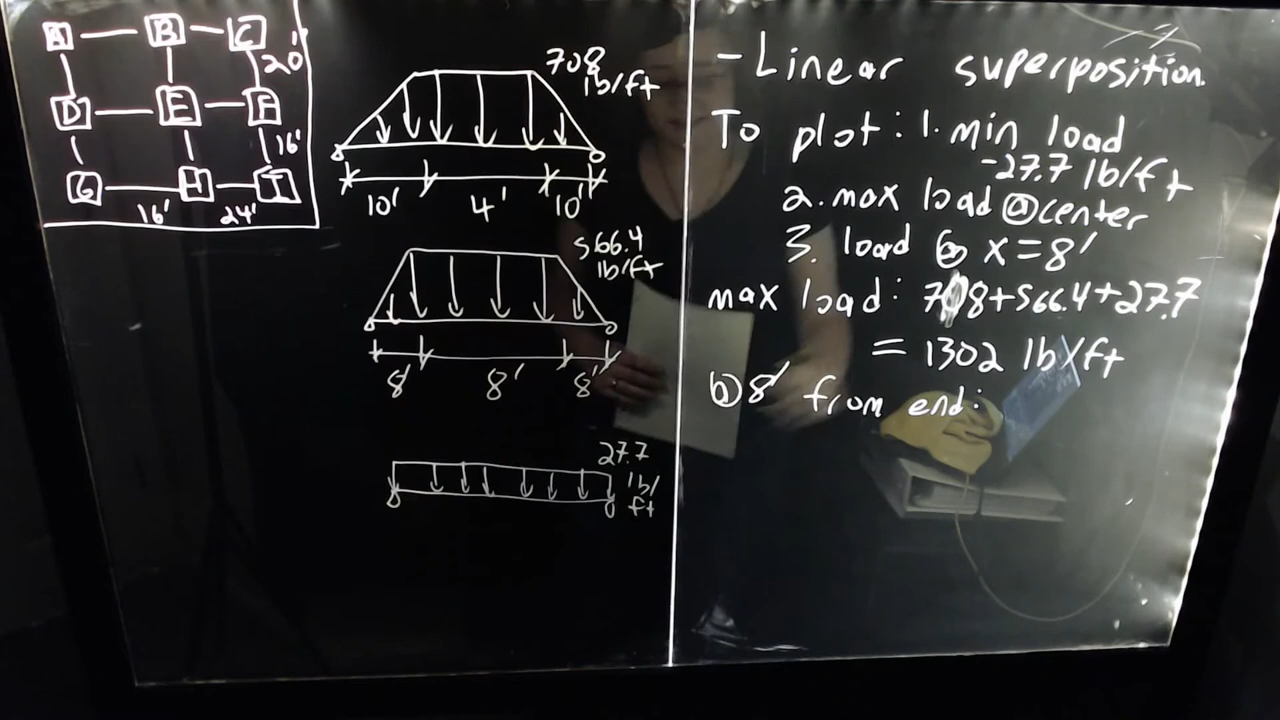 A B C
20'
D E F
16'
G H I
16' 24'
708
lb/ft
10' 4' 10'
566.4
lb/ft
8' 8' 8'
27.7
lb/
ft
- Linear superposition
To plot: 1. min load
-27.7 lb/ft
2. max load @ center
3. load @ x=8'
max load: 708+566.4+27.7
= 1302 lb/ft
@ 8' from end: